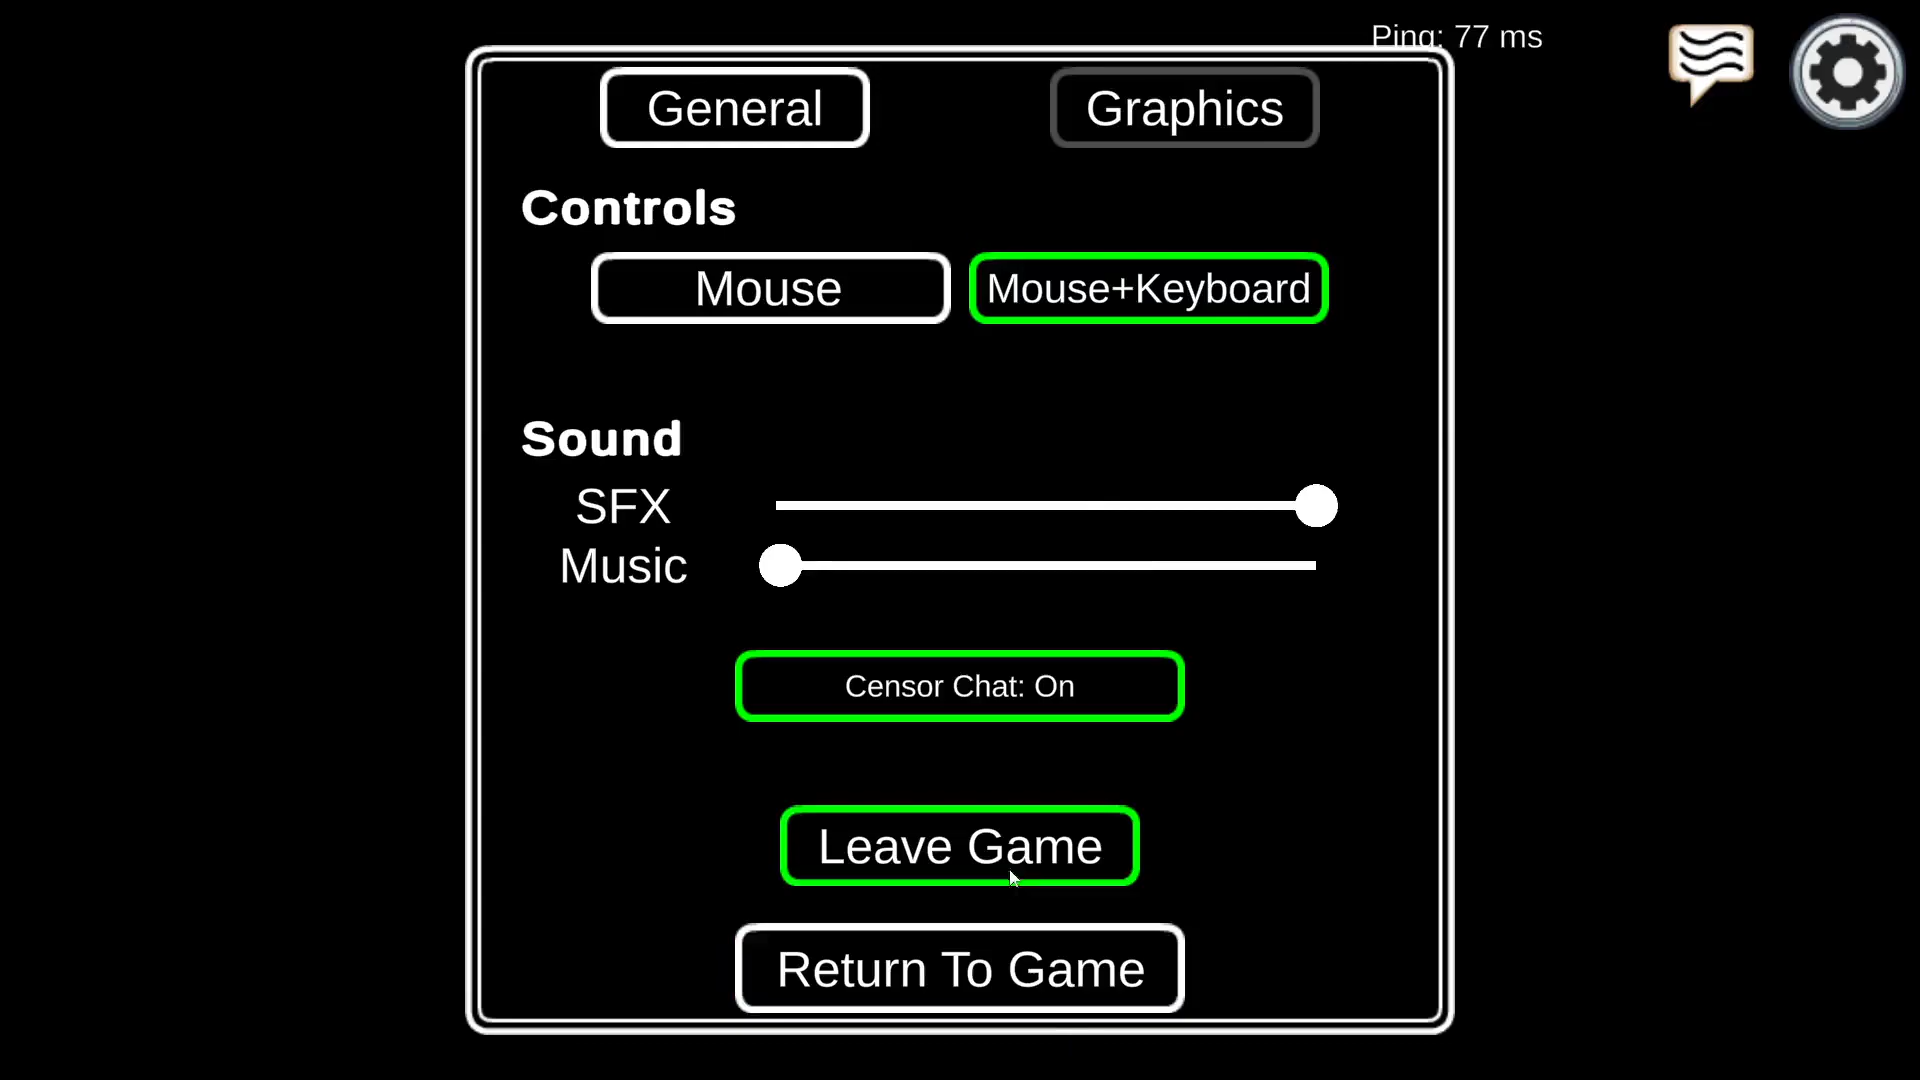 Ping: 77 ms
General
Graphics
Controls
Mouse
Mouse+Keyboard
Sound
SFX
Music
Censor Chat: On
Leave Game
Return To Game